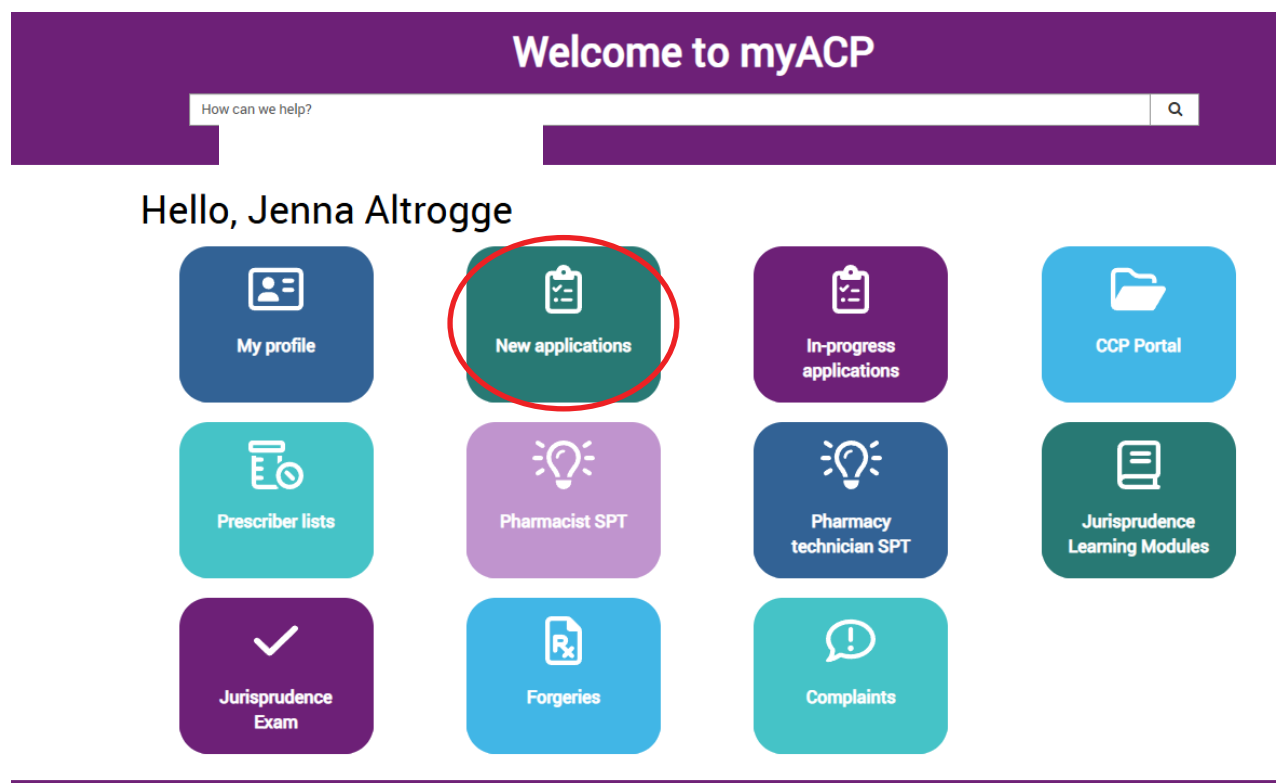 Welcome to myACP
How can we help?
Hello, Jenna Altrogge
My profile
New applications
In-progress
applications
CCP Portal
Prescriber lists
Pharmacist SPT
Pharmacy
technician SPT
Jurisprudence
Learning Modules
Jurisprudence
Exam
Rx
Forgeries
Complaints